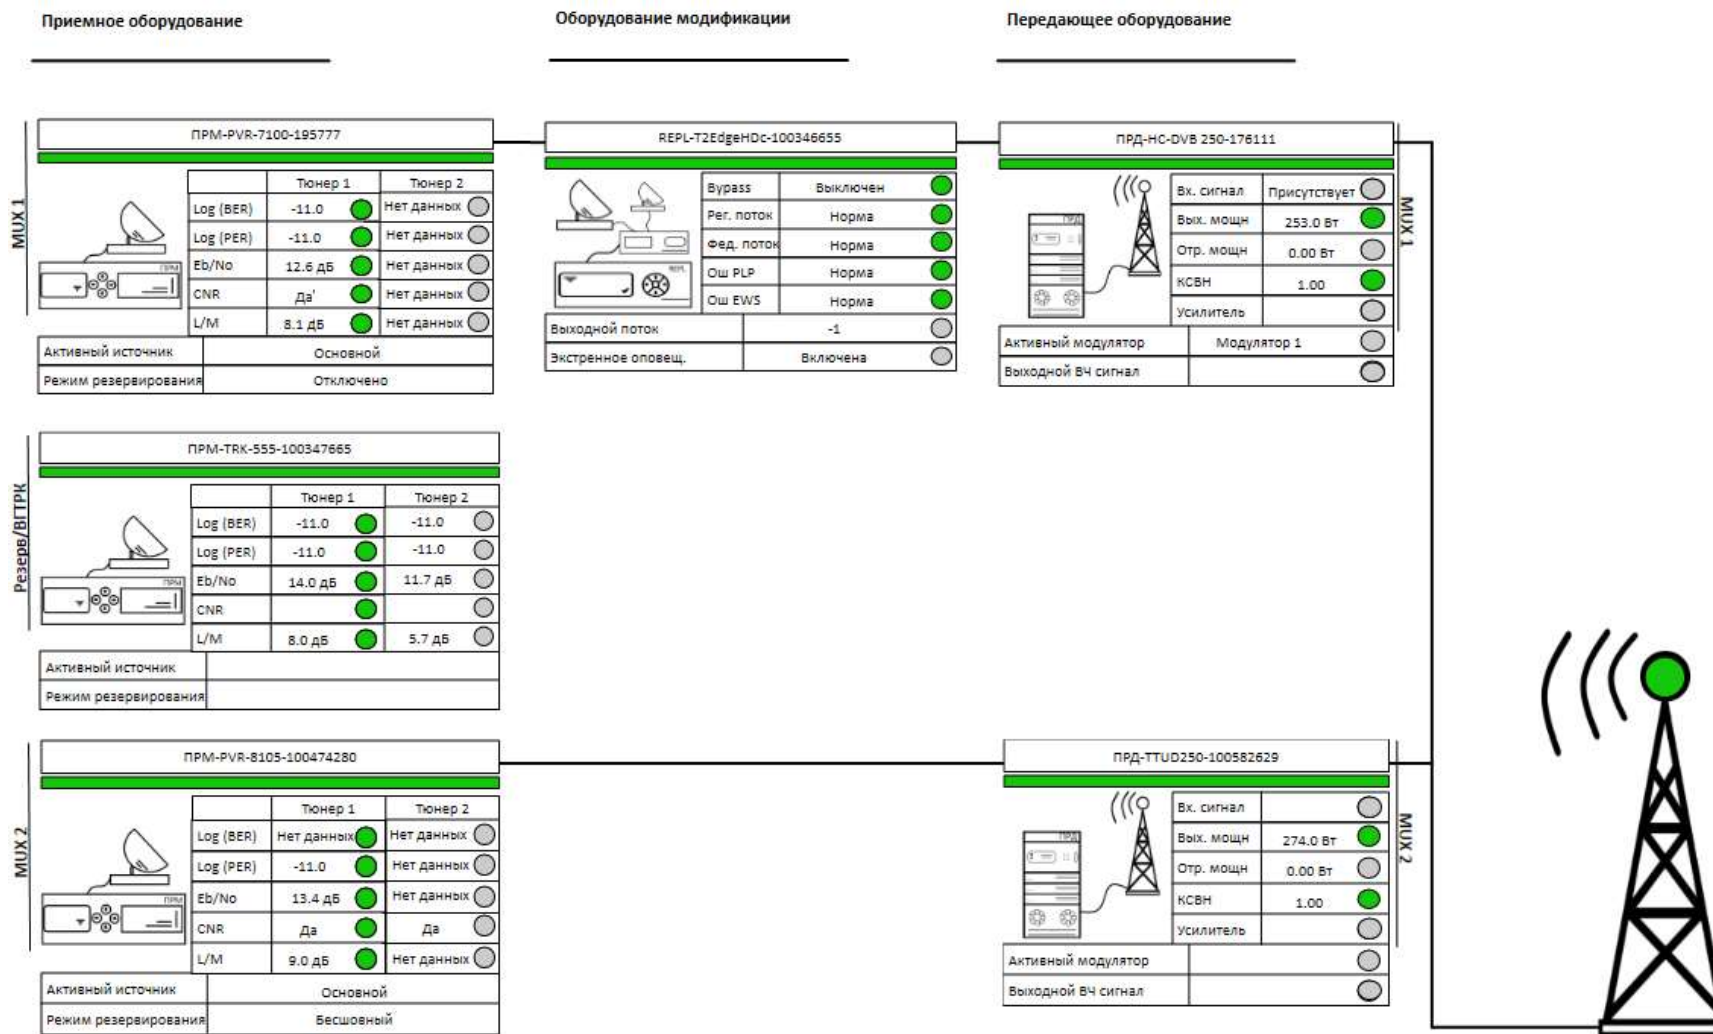 Приемное оборудование
Оборудование модификации
Передающее оборудование
MUX 1
ПРМ-PVR-7100-195777
Тюнер 1 Тюнер 2
Log (BER) -11.0 Нет данных
Log (PER) -11.0 Нет данных
Eb/No 12.6 дБ Нет данных
CNR Да' Нет данных
L/M 8.1 дБ Нет данных
ПРМ
Активный источник Основной
Режим резервирования Отключено
REPL-T2EdgeHDc-100346655
Bypass Выключен
Рег. поток Норма
Фед. поток Норма
Ош PLP Норма
Ош EWS Норма
REPL
Выходной поток -1
Экстренное оповещ. Включена
ПРД-HC-DVB 250-176111
Вх. сигнал Присутствует
Вых. мощн 253.0 Вт
Отр. мощн 0.00 Вт
КСВН 1.00
Усилитель
ПРД
Активный модулятор Модулятор 1
Выходной ВЧ сигнал
MUX 1
Резерв/ВГТРК
ПРМ-TRK-555-100347665
Тюнер 1 Тюнер 2
Log (BER) -11.0 -11.0
Log (PER) -11.0 -11.0
Eb/No 14.0 дБ 11.7 дБ
CNR
L/M 8.0 дБ 5.7 дБ
ПРМ
Активный источник
Режим резервирования
MUX 2
ПРМ-PVR-8105-100474280
Тюнер 1 Тюнер 2
Log (BER) Нет данных Нет данных
Log (PER) -11.0 Нет данных
Eb/No 13.4 дБ Нет данных
CNR Да Да
L/M 9.0 дБ Нет данных
ПРМ
Активный источник Основной
Режим резервирования Бесшовный
ПРД-TTUD250-100582629
Вх. сигнал
Вых. мощн 274.0 Вт
Отр. мощн 0.00 Вт
КСВН 1.00
Усилитель
ПРД
Активный модулятор
Выходной ВЧ сигнал
MUX 2